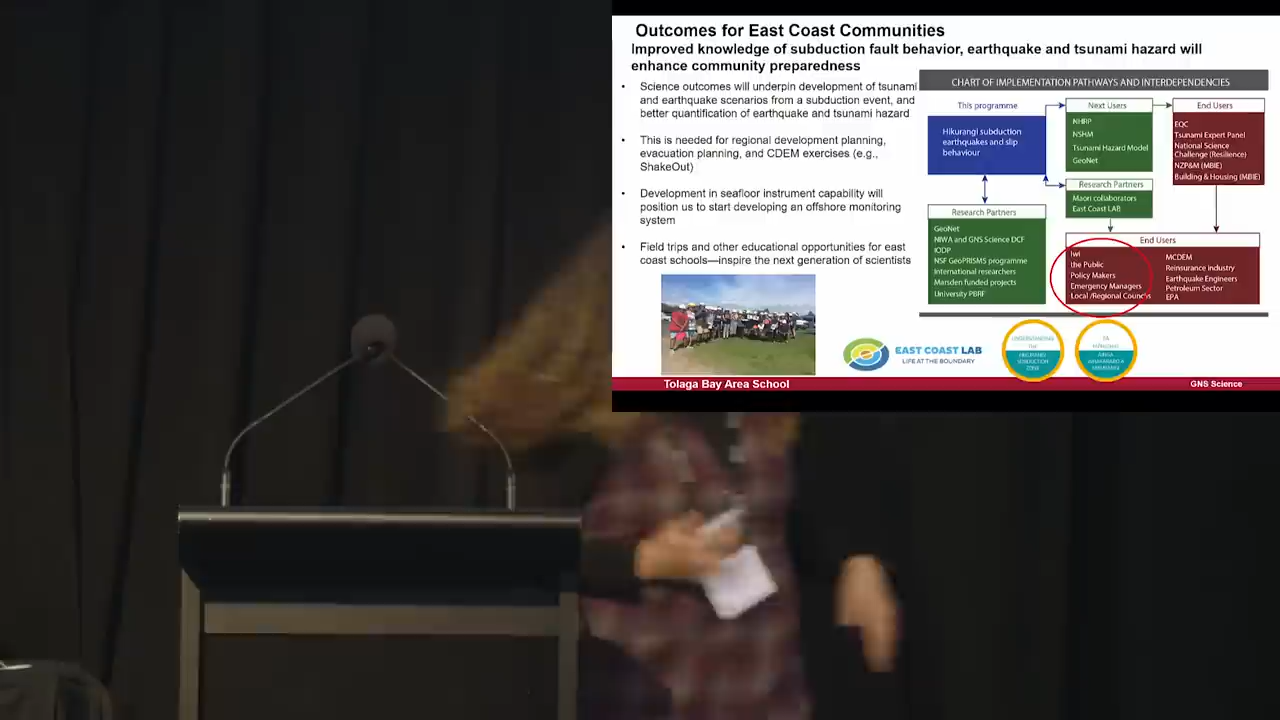 Outcomes for East Coast Communities
Improved knowledge of subduction fault behavior, earthquake and tsunami hazard will
enhance community preparedness
• Science outcomes will underpin development of tsunami
and earthquake scenarios from a subduction event, and
better quantification of earthquake and tsunami hazard
• This is needed for regional development planning,
evacuation planning, and CDEM exercises (e.g.,
ShakeOut)
• Development in seafloor instrument capability will
position us to start developing an offshore monitoring
system
• Field trips and other educational opportunities for east
coast schools—inspire the next generation of scientists
CHART OF IMPLEMENTATION PATHWAYS AND INTERDEPENDENCIES
This programme
Hikurangi subduction
earthquakes and slip
behaviour
Next Users
NHRP
NSHM
Tsunami Hazard Model
GeoNet
End Users
EQC
Tsunami Expert Panel
National Science
Challenge (Resilience)
NZP&M (MBIE)
Building & Housing (MBIE)
Research Partners
Maori collaborators
East Coast LAB
Research Partners
GeoNet
NIWA and GNS Science DCF
IODP
NSF GeoPRISMS programme
International researchers
Marsden funded projects
University PBRF
End Users
Iwi
the Public
Policy Makers
Emergency Managers
Local /Regional Councils
MCDEM
Reinsurance industry
Earthquake Engineers
Petroleum Sector
EPA
EAST COAST LAB
LIFE AT THE BOUNDARY
UNDERSTANDING
THE
HIKURANGI
SUBDUCTION
ZONE
Tolaga Bay Area School
GNS Science